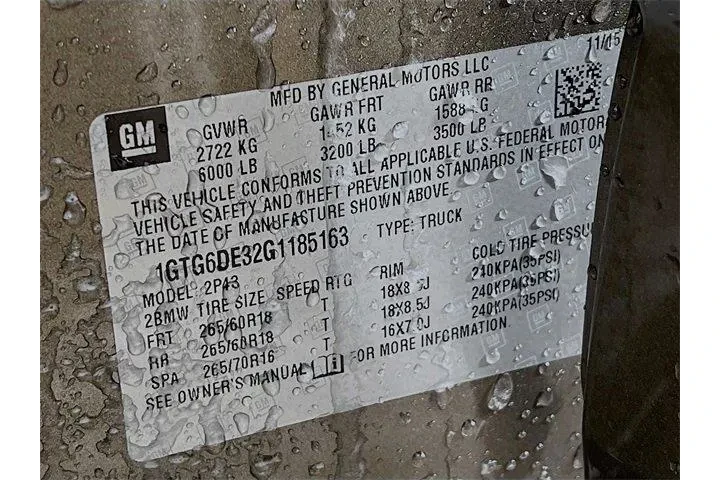 11/15
MFD BY GENERAL MOTORS LLC
GM
GVWR GAWR FRT GAWR RR
2722 KG 1452 KG 1588 KG
6000 LB 3200 LB 3500 LB
THIS VEHICLE CONFORMS TO ALL APPLICABLE U.S. FEDERAL MOTOR
VEHICLE SAFETY AND THEFT PREVENTION STANDARDS IN EFFECT ON
THE DATE OF MANUFACTURE SHOWN ABOVE.
1GTG6DE32G1185163 TYPE: TRUCK
MODEL: 2P43
2BMW TIRE SIZE SPEED RTG RIM COLD TIRE PRESSU
FRT 265/60R18 T 18X8.5J 240KPA(35PSI)
RR 265/60R18 T 18X8.5J 240KPA(35PSI)
SPA 265/70R16 T 16X7.0J 240KPA(35PSI)
SEE OWNER'S MANUAL i FOR MORE INFORMATION.